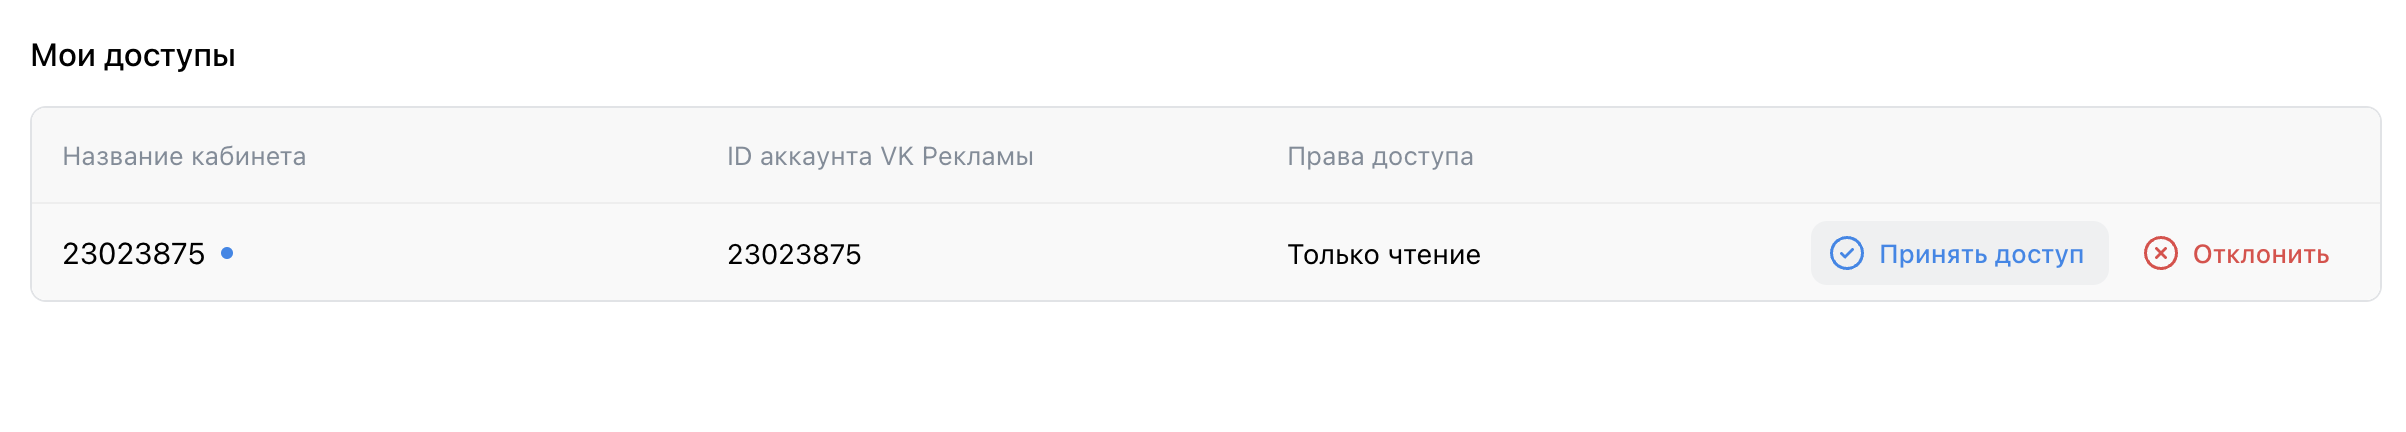 Мои доступы
Название кабинета ID аккаунта VK Рекламы Права доступа
23023875 23023875 Только чтение Принять доступ Отклонить